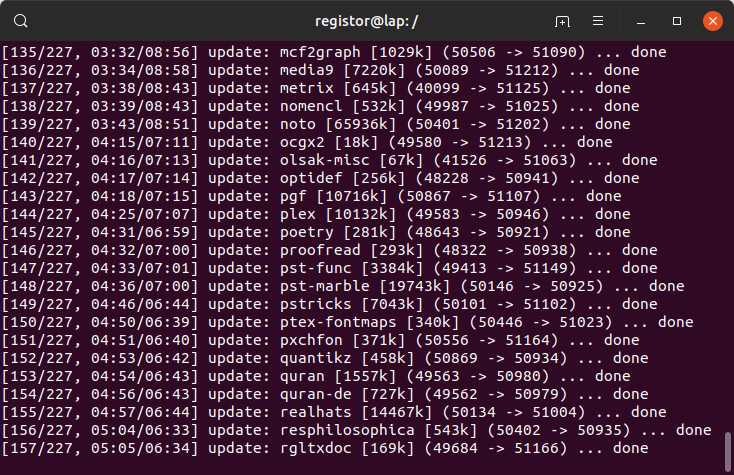 registor@lap: /
[135/227, 03:32/08:56] update: mcf2graph [1029k] (50506 -> 51090) ... done
[136/227, 03:34/08:58] update: media9 [7220k] (50089 -> 51212) ... done
[137/227, 03:38/08:43] update: metrix [645k] (40099 -> 51125) ... done
[138/227, 03:39/08:43] update: nomencl [532k] (49987 -> 51025) ... done
[139/227, 03:43/08:51] update: noto [65936k] (50401 -> 51202) ... done
[140/227, 04:15/07:11] update: ocgx2 [18k] (49580 -> 51213) ... done
[141/227, 04:16/07:13] update: olsak-misc [67k] (41526 -> 51063) ... done
[142/227, 04:17/07:14] update: optidef [256k] (48228 -> 50941) ... done
[143/227, 04:18/07:15] update: pgf [10716k] (50867 -> 51107) ... done
[144/227, 04:25/07:07] update: plex [10132k] (49583 -> 50946) ... done
[145/227, 04:31/06:59] update: poetry [281k] (48643 -> 50921) ... done
[146/227, 04:32/07:00] update: proofread [293k] (48322 -> 50938) ... done
[147/227, 04:33/07:01] update: pst-func [3384k] (49413 -> 51149) ... done
[148/227, 04:36/07:00] update: pst-marble [19743k] (50146 -> 50925) ... done
[149/227, 04:46/06:44] update: pstricks [7043k] (50101 -> 51102) ... done
[150/227, 04:50/06:39] update: ptex-fontmaps [340k] (50446 -> 51023) ... done
[151/227, 04:51/06:40] update: pxchfon [371k] (50556 -> 51164) ... done
[152/227, 04:53/06:42] update: quantikz [458k] (50869 -> 50934) ... done
[153/227, 04:54/06:43] update: quran [1557k] (49563 -> 50980) ... done
[154/227, 04:56/06:43] update: quran-de [727k] (49562 -> 50979) ... done
[155/227, 04:57/06:44] update: realhats [14467k] (50134 -> 51004) ... done
[156/227, 05:04/06:33] update: resphilosophica [543k] (50402 -> 50935) ... done
[157/227, 05:05/06:34] update: rgltxdoc [169k] (49684 -> 51166) ... done